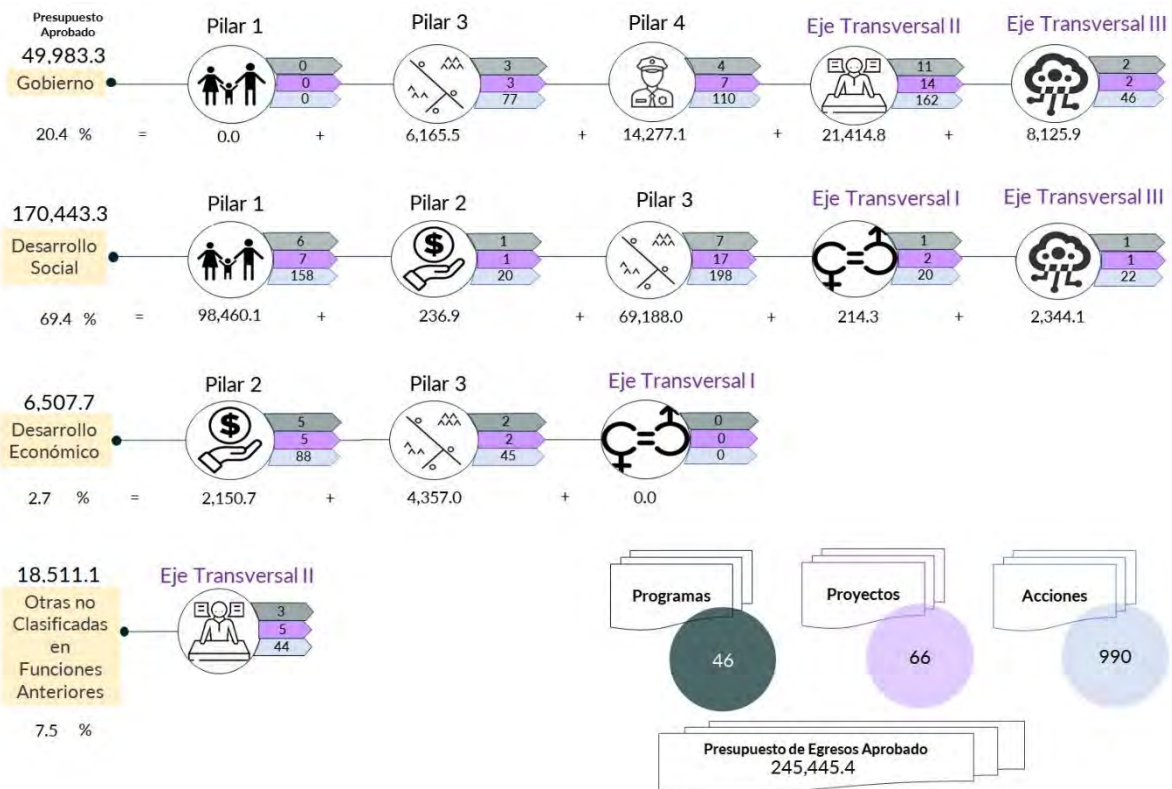 Presupuesto
Aprobado
49,983.3
Gobierno
20.4 %
=
Pilar 1
0
0
0
0.0
+
Pilar 3
3
3
77
6,165.5
+
Pilar 4
4
7
110
14,277.1
+
Eje Transversal II
11
14
162
21,414.8
+
Eje Transversal III
2
2
46
8,125.9
170,443.3
Desarrollo
Social
69.4 %
=
Pilar 1
6
7
158
98,460.1
+
Pilar 2
$
1
1
20
236.9
+
Pilar 3
7
17
198
69,188.0
+
Eje Transversal I
1
2
20
214.3
+
Eje Transversal III
1
1
22
2,344.1
6,507.7
Desarrollo
Económico
2.7 %
=
Pilar 2
$
5
5
88
2,150.7
+
Pilar 3
2
2
45
4,357.0
+
Eje Transversal I
0
0
0
0.0
18,511.1
Otras no
Clasificadas
en
Funciones
Anteriores
7.5 %
Eje Transversal II
3
5
44
Programas
46
Proyectos
66
Acciones
990
Presupuesto de Egresos Aprobado
245,445.4